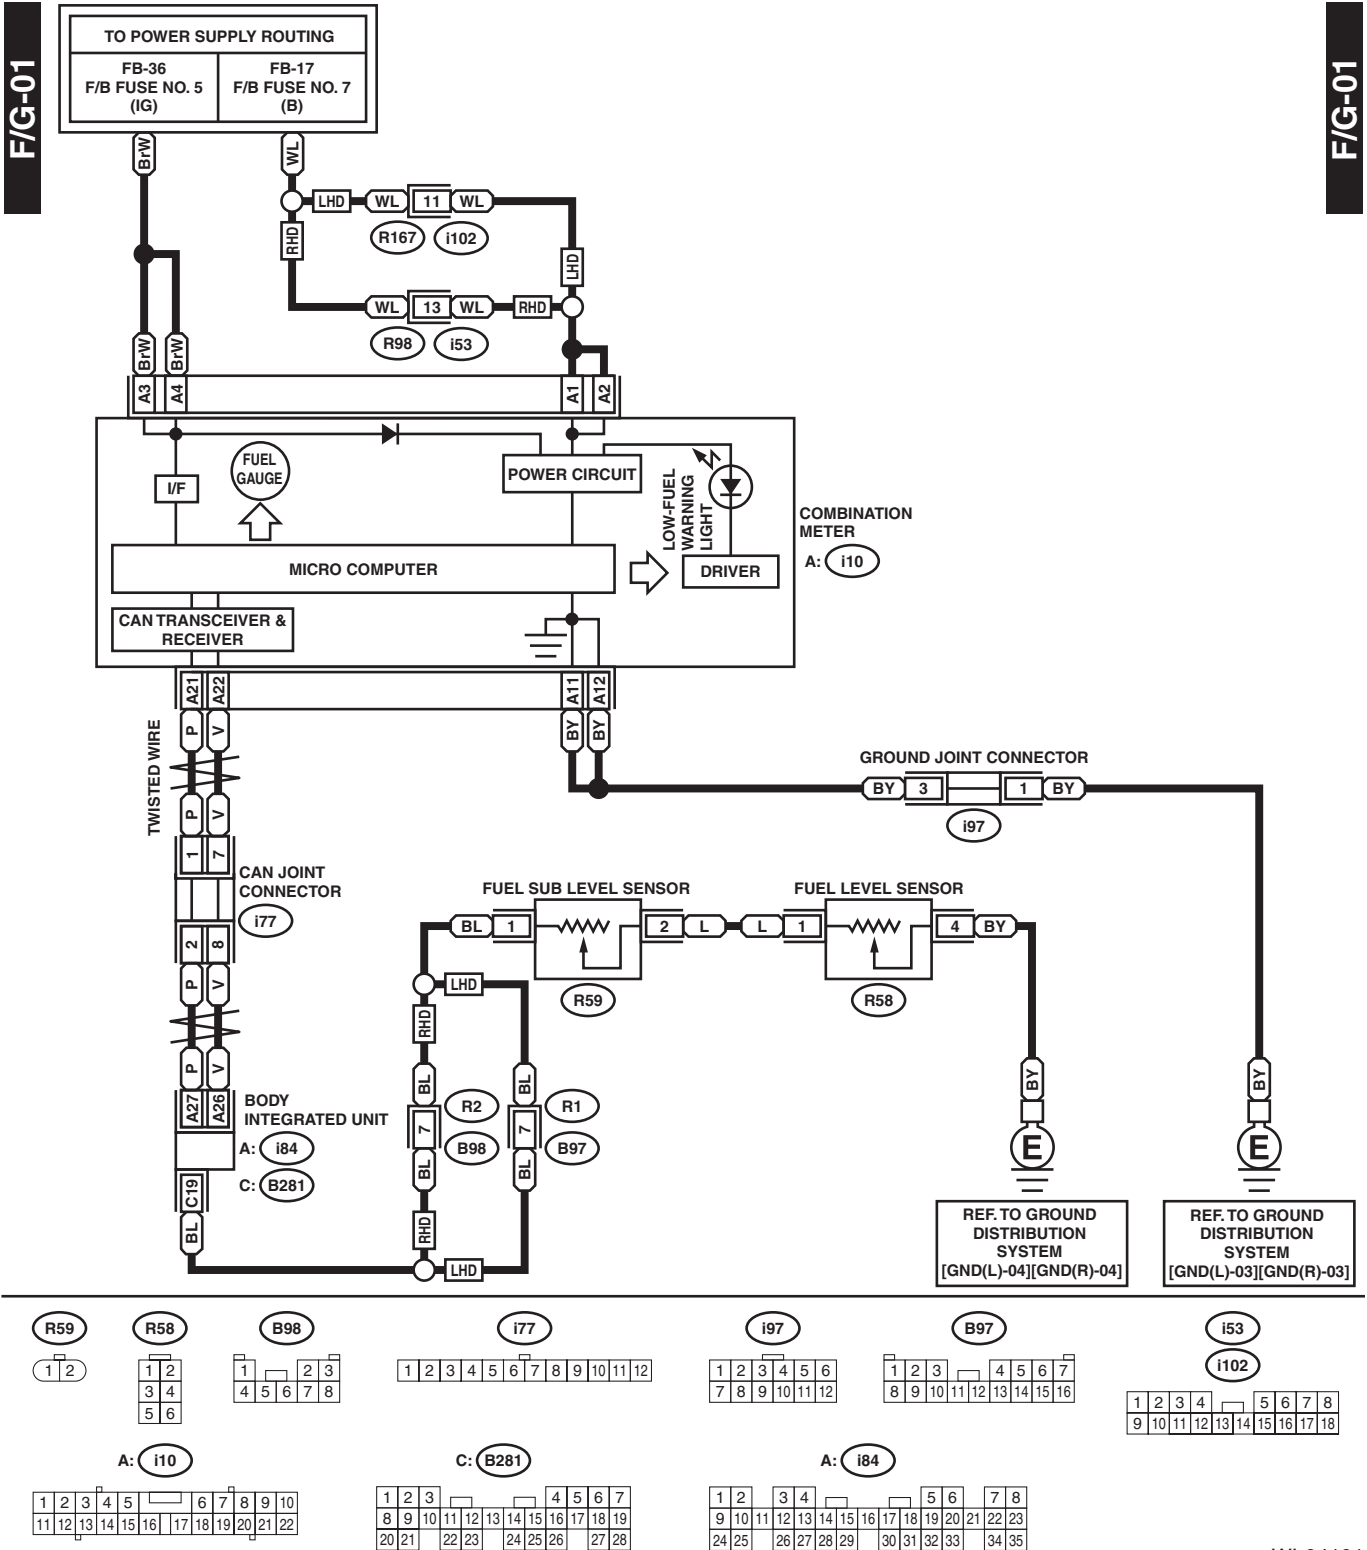 F/G-01
F/G-01
TO POWER SUPPLY ROUTING
FB-36
F/B FUSE NO. 5
(IG)
FB-17
F/B FUSE NO. 7
(B)
BrW
WL
LHD
WL
11
WL
R167
i102
RHD
LHD
WL
13
WL
RHD
R98
i53
BrW
BrW
A3
A4
A1
A2
FUEL
GAUGE
I/F
POWER CIRCUIT
LOW-FUEL
WARNING
LIGHT
COMBINATION
METER
A: i10
MICRO COMPUTER
DRIVER
CAN TRANSCEIVER &
RECEIVER
A21
A22
A11
A12
P
V
BY
BY
TWISTED WIRE
GROUND JOINT CONNECTOR
BY
3
1
BY
i97
P
V
1
7
CAN JOINT
CONNECTOR
i77
2
8
FUEL SUB LEVEL SENSOR
FUEL LEVEL SENSOR
BL
1
2
L
L
1
4
BY
R59
R58
P
V
LHD
RHD
P
V
BL
BL
BY
BY
A27
A26
BODY
INTEGRATED UNIT
A: i84
C: B281
7
R2
B98
7
R1
B97
BL
BL
C19
BL
RHD
LHD
E
E
REF. TO GROUND
DISTRIBUTION
SYSTEM
[GND(L)-04][GND(R)-04]
REF. TO GROUND
DISTRIBUTION
SYSTEM
[GND(L)-03][GND(R)-03]
R59
1 2
R58
1 2
3 4
5 6
B98
1 2 3
4 5 6 7 8
i77
1 2 3 4 5 6 7 8 9 10 11 12
i97
1 2 3 4 5 6
7 8 9 10 11 12
B97
1 2 3 4 5 6 7
8 9 10 11 12 13 14 15 16
i53
i102
1 2 3 4 5 6 7 8
9 10 11 12 13 14 15 16 17 18
A: i10
1 2 3 4 5 6 7 8 9 10
11 12 13 14 15 16 17 18 19 20 21 22
C: B281
1 2 3 4 5 6 7
8 9 10 11 12 13 14 15 16 17 18 19
20 21 22 23 24 25 26 27 28
A: i84
1 2 3 4 5 6 7 8
9 10 11 12 13 14 15 16 17 18 19 20 21 22 23
24 25 26 27 28 29 30 31 32 33 34 35